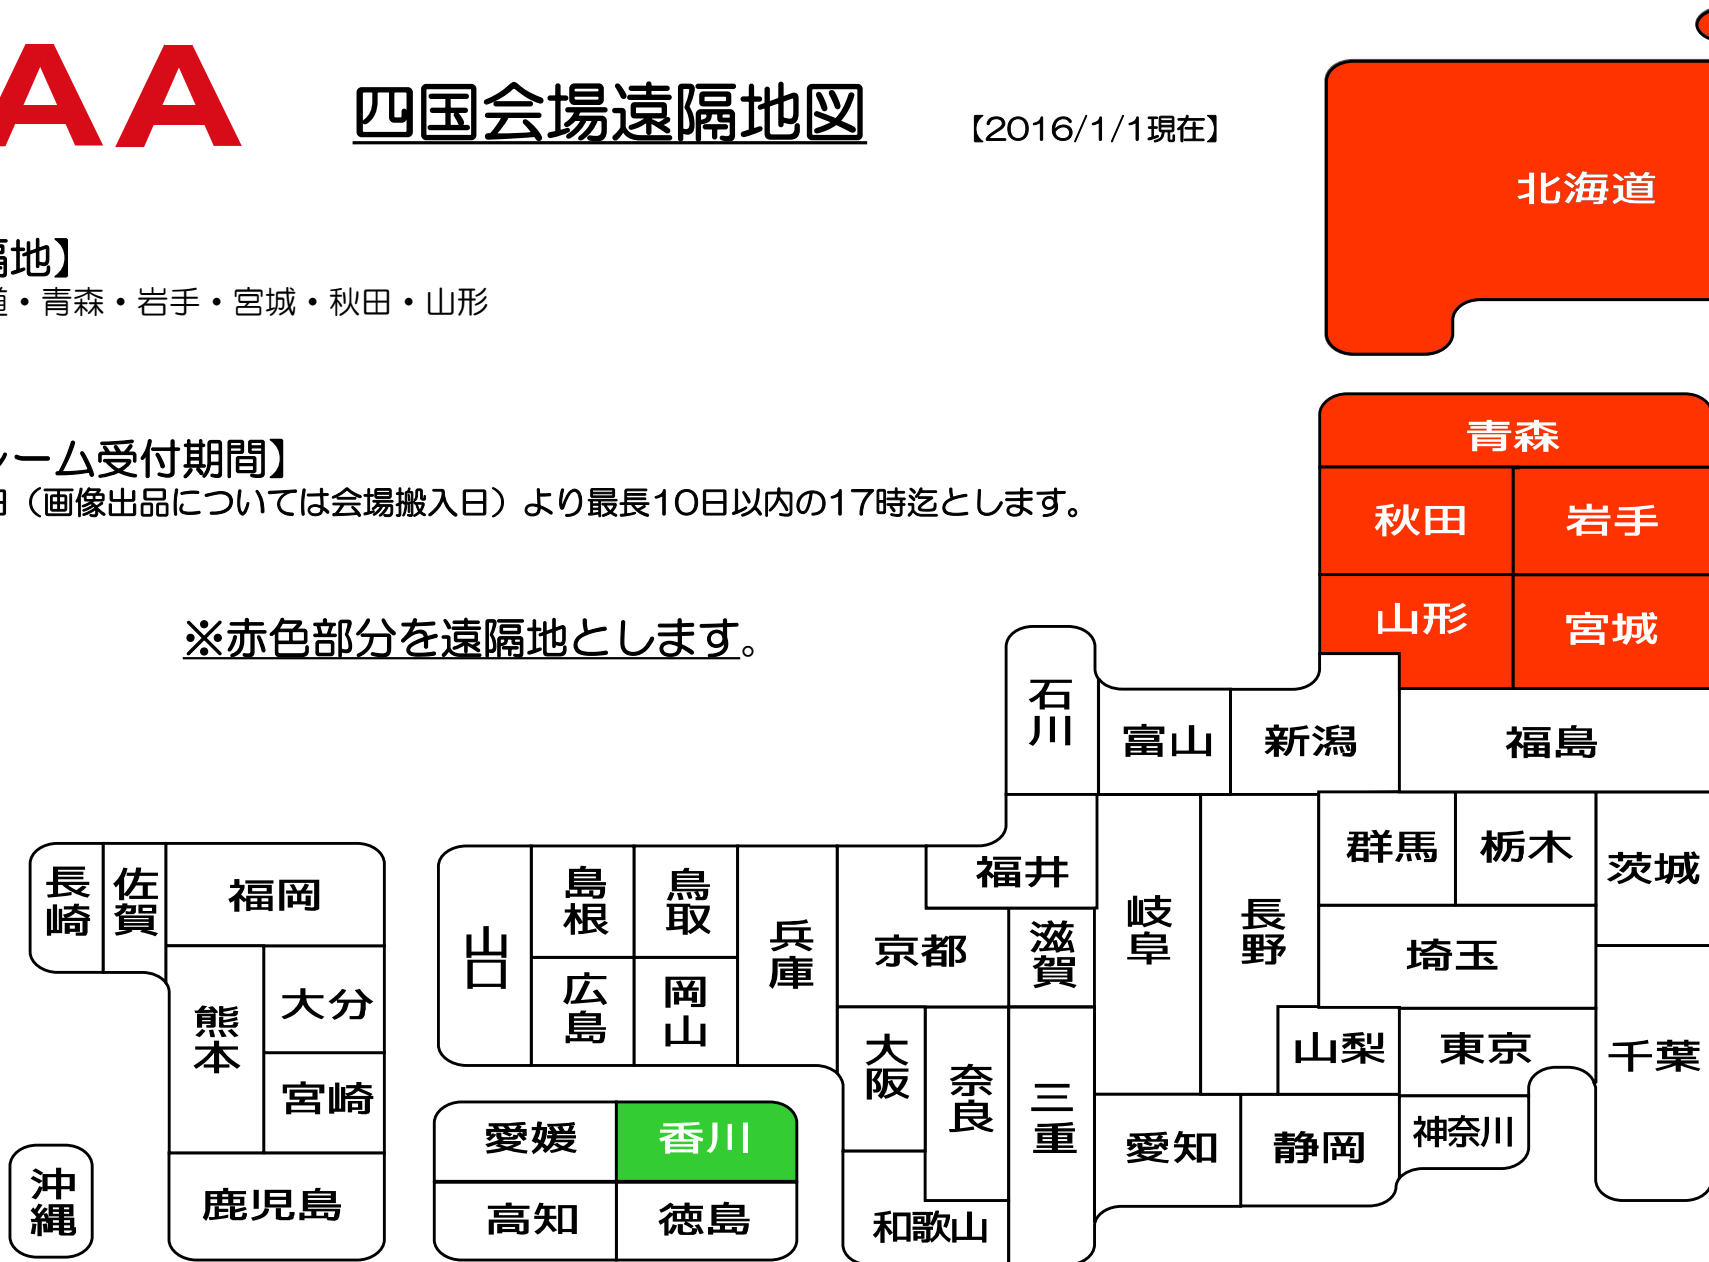 AA
四国会場遠隔地図
【2016/1/1現在】
隔地】
道・青森・岩手・宮城・秋田・山形
レーム受付期間】
日（画像出品については会場搬入日）より最長10日以内の17時迄とします。
※赤色部分を遠隔地とします。
北海道
青森
秋田
岩手
山形
宮城
石川
富山
新潟
福島
福井
岐阜
長野
群馬
栃木
茨城
埼玉
長崎
佐賀
福岡
山口
島根
鳥取
兵庫
京都
滋賀
広島
岡山
熊本
大分
宮崎
大阪
奈良
三重
山梨
東京
千葉
愛媛
香川
愛知
静岡
神奈川
沖縄
鹿児島
高知
徳島
和歌山